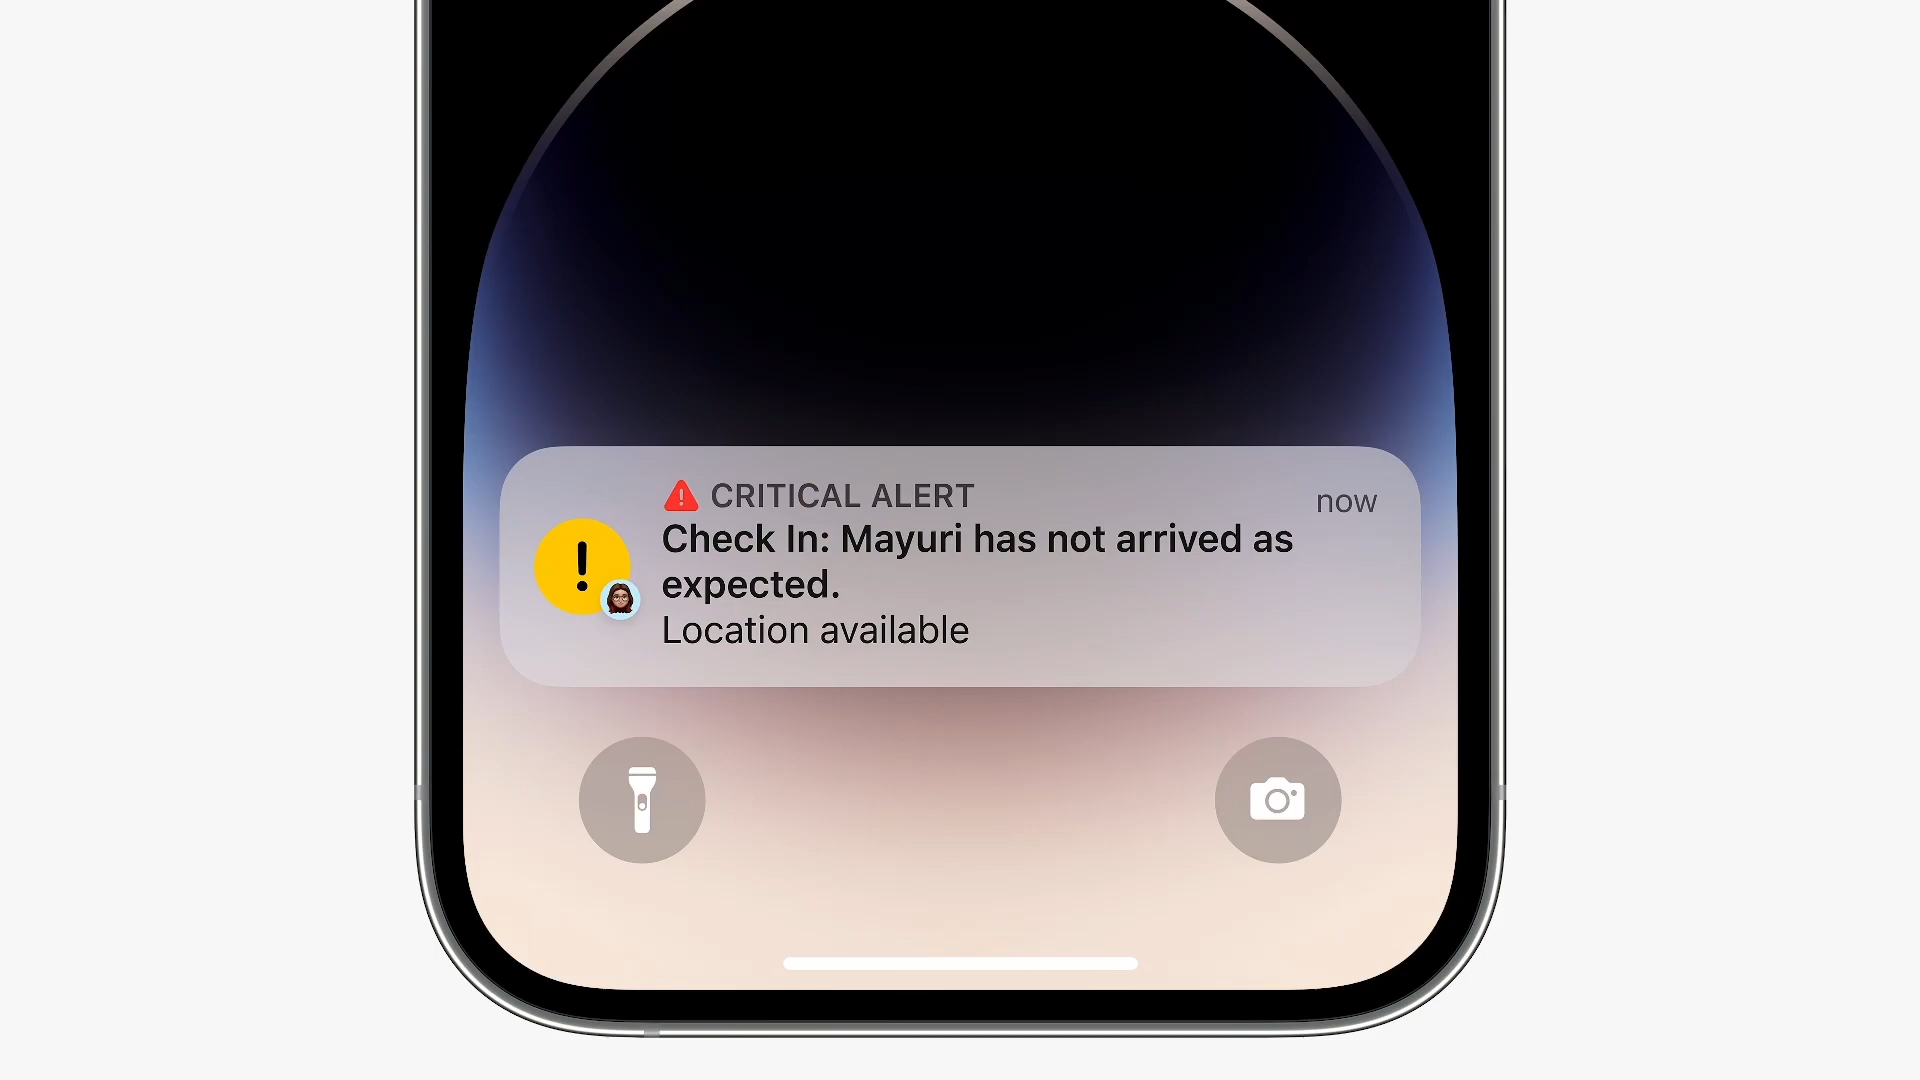 CRITICAL ALERT
now
Check In: Mayuri has not arrived as
expected.
Location available